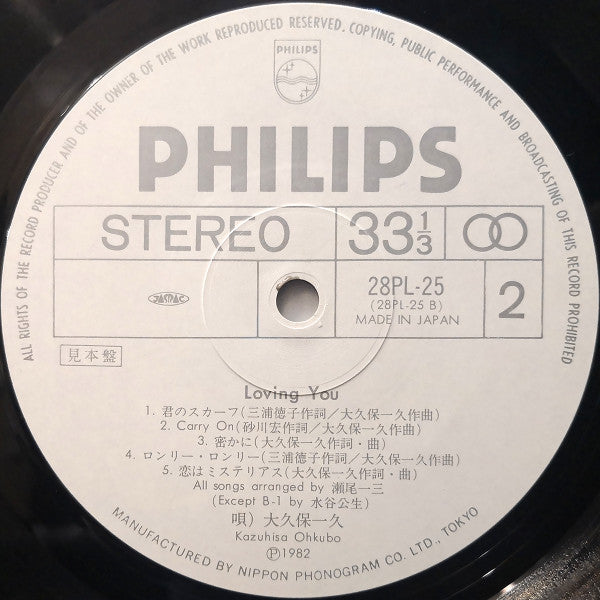 ALL RIGHTS OF THE RECORD PRODUCER AND OF THE OWNER OF THE WORK REPRODUCED RESERVED. COPYING, PUBLIC PERFORMANCE AND BROADCASTING OF THIS RECORD PROHIBITED
PHILIPS
PHILIPS
STEREO 33 1/3
JASRAC
28PL-25
(28PL-25 B)
MADE IN JAPAN
2
見本盤
Loving You
1. 君のスカーフ(三浦徳子作詞/大久保一久作曲)
2. Carry On(砂川宏作詞/大久保一久作曲)
3. 密かに(大久保一久作詞・曲)
4. ロンリー・ロンリー(三浦徳子作詞/大久保一久作曲)
5. 恋はミステリアス(大久保一久作詞・曲)
All songs arranged by 瀬尾一三
(Except B-1 by 水谷公生)
唄) 大久保一久
Kazuhisa Ohkubo
Ⓟ1982
MANUFACTURED BY NIPPON PHONOGRAM CO. LTD., TOKYO